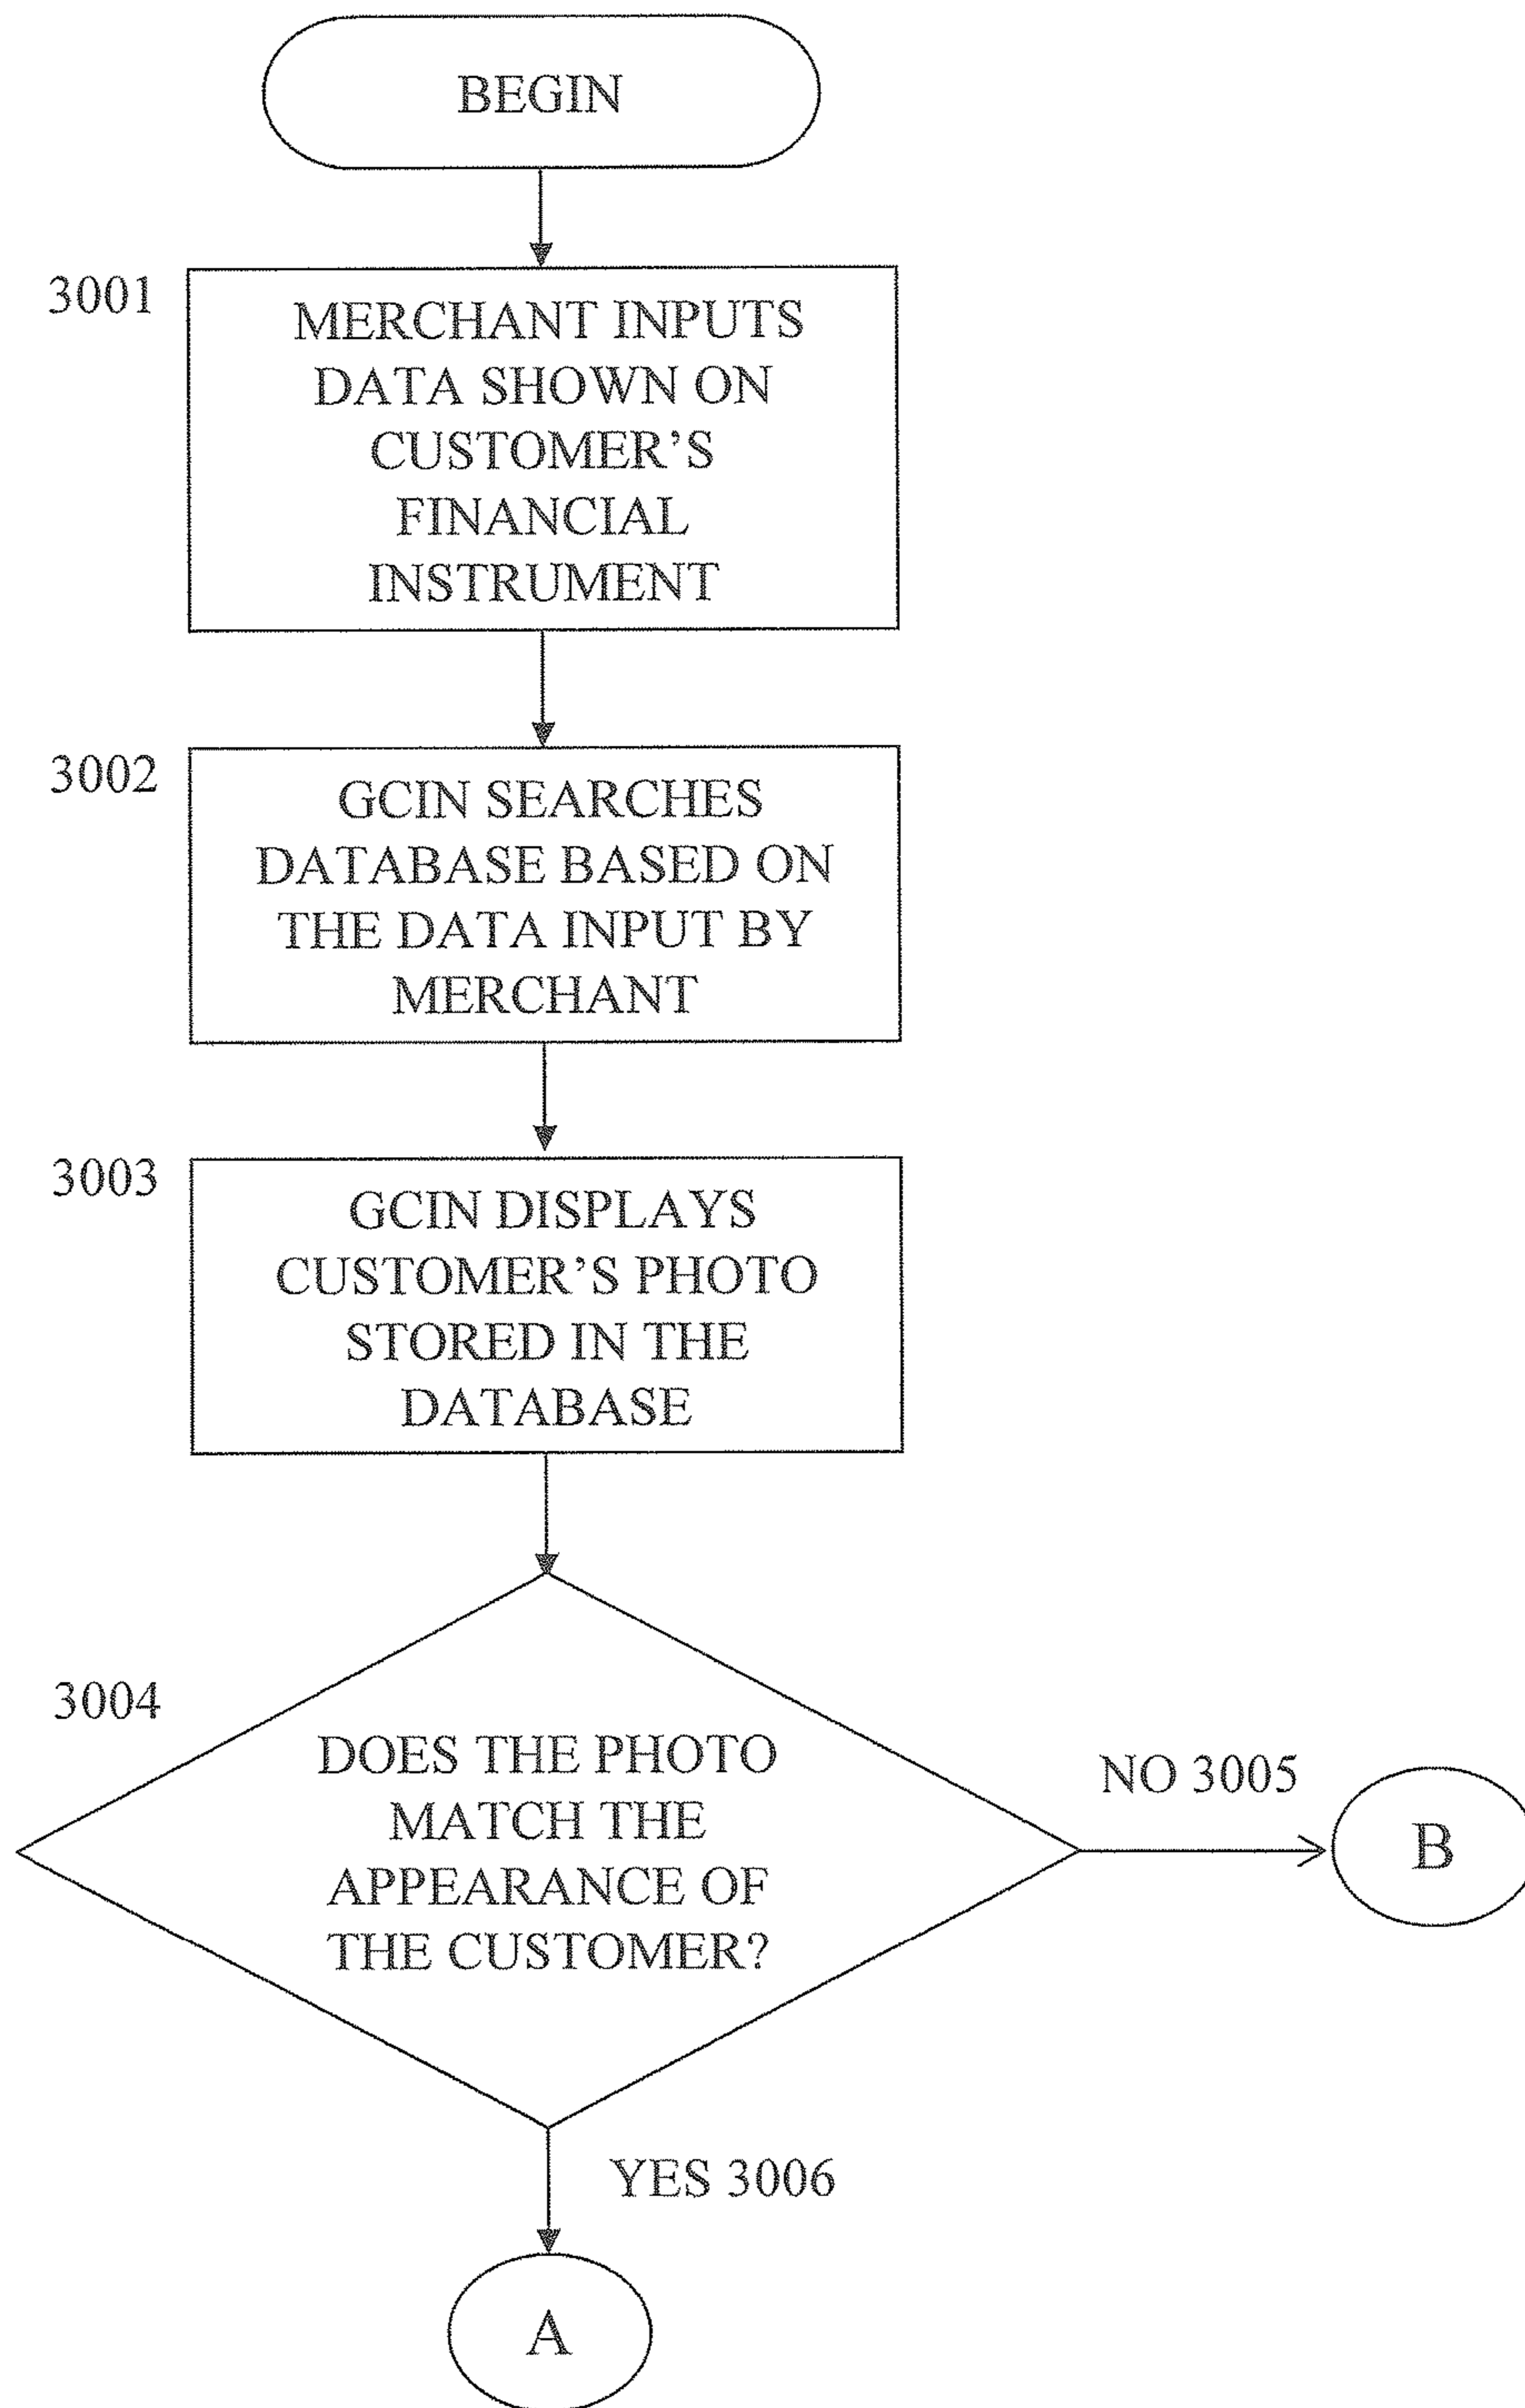 BEGIN
3001
MERCHANT INPUTS
DATA SHOWN ON
CUSTOMER’S
FINANCIAL
INSTRUMENT
3002
GCIN SEARCHES
DATABASE BASED ON
THE DATA INPUT BY
MERCHANT
3003
GCIN DISPLAYS
CUSTOMER’S PHOTO
STORED IN THE
DATABASE
3004
DOES THE PHOTO
MATCH THE
APPEARANCE OF
THE CUSTOMER?
NO 3005
B
YES 3006
A